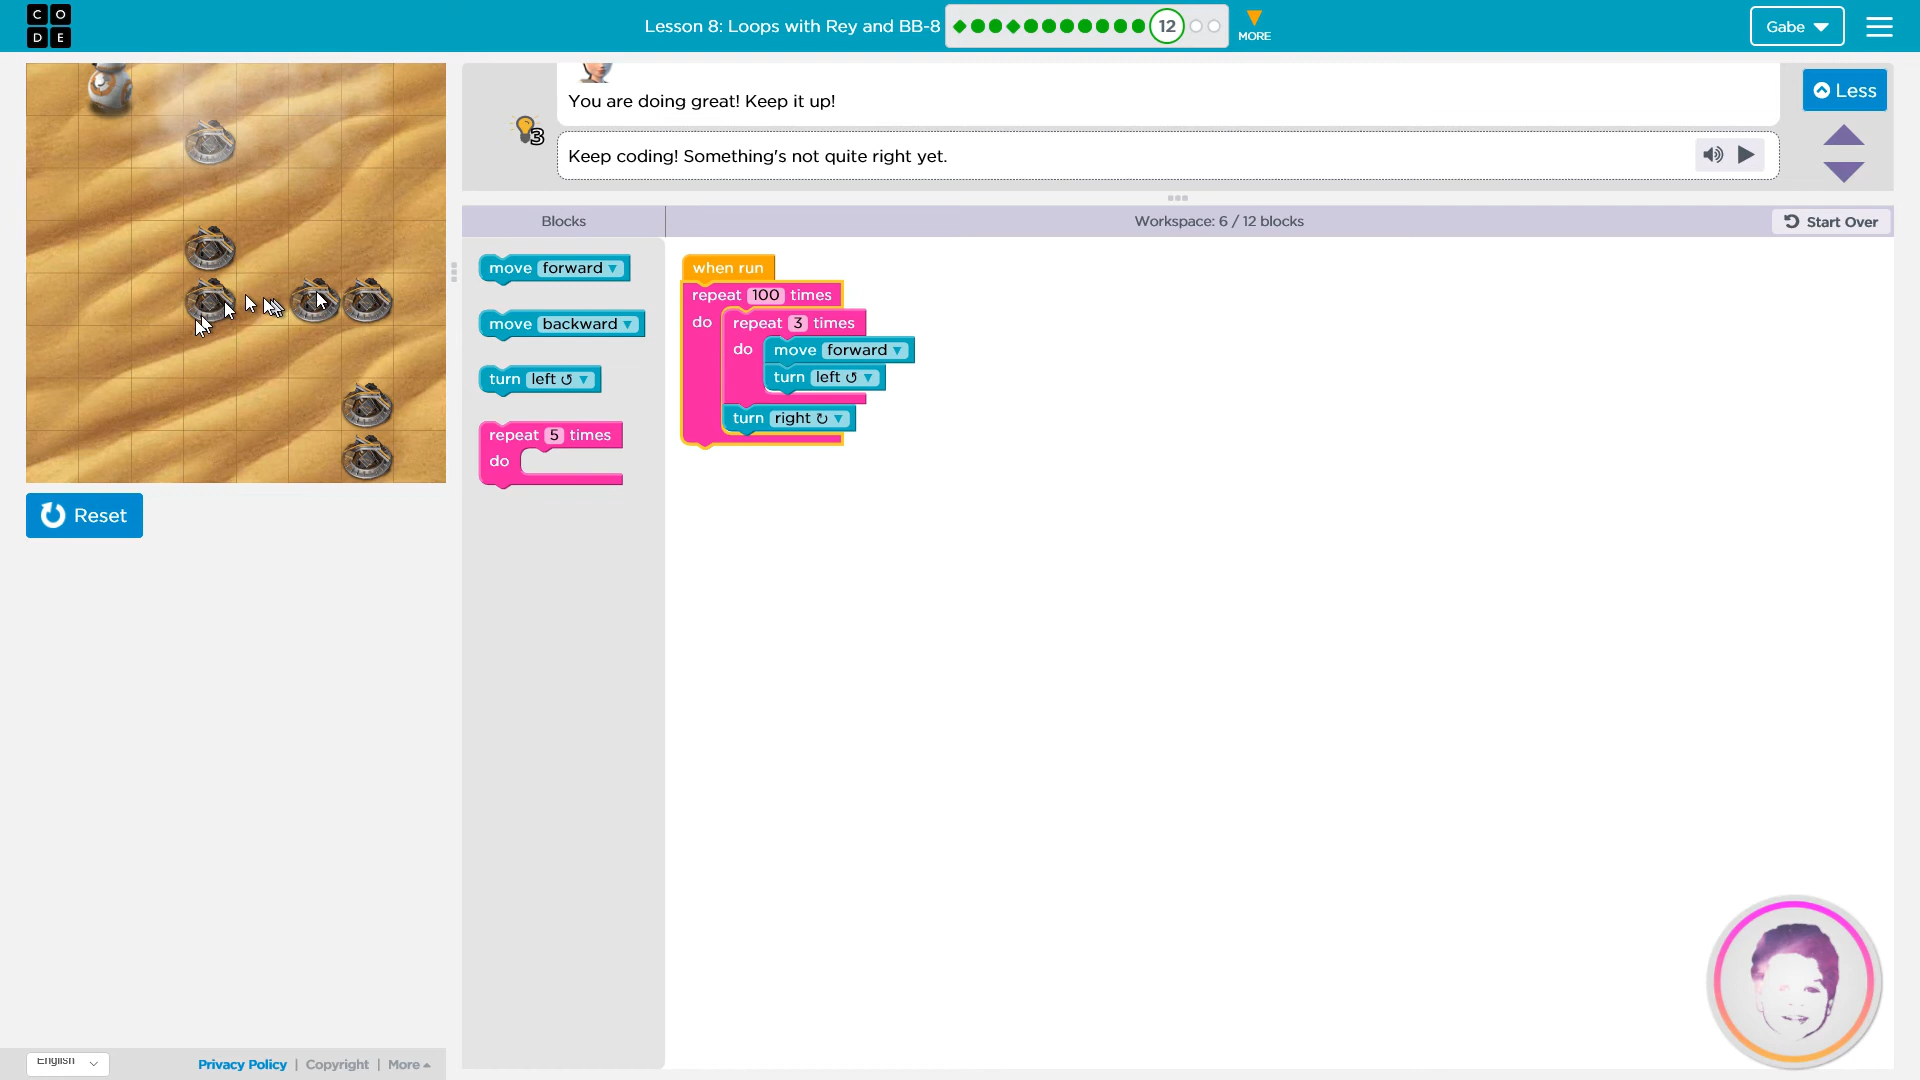 C O
D E
Lesson 8: Loops with Rey and BB-8
12
MORE
Gabe
You are doing great! Keep it up!
Less
3
Keep coding! Something's not quite right yet.
Blocks
Workspace: 6 / 12 blocks
Start Over
move forward
move backward
turn left
repeat 5 times
do
when run
repeat 100 times
do
repeat 3 times
do
move forward
turn left
turn right
Reset
English
Privacy Policy | Copyright | More